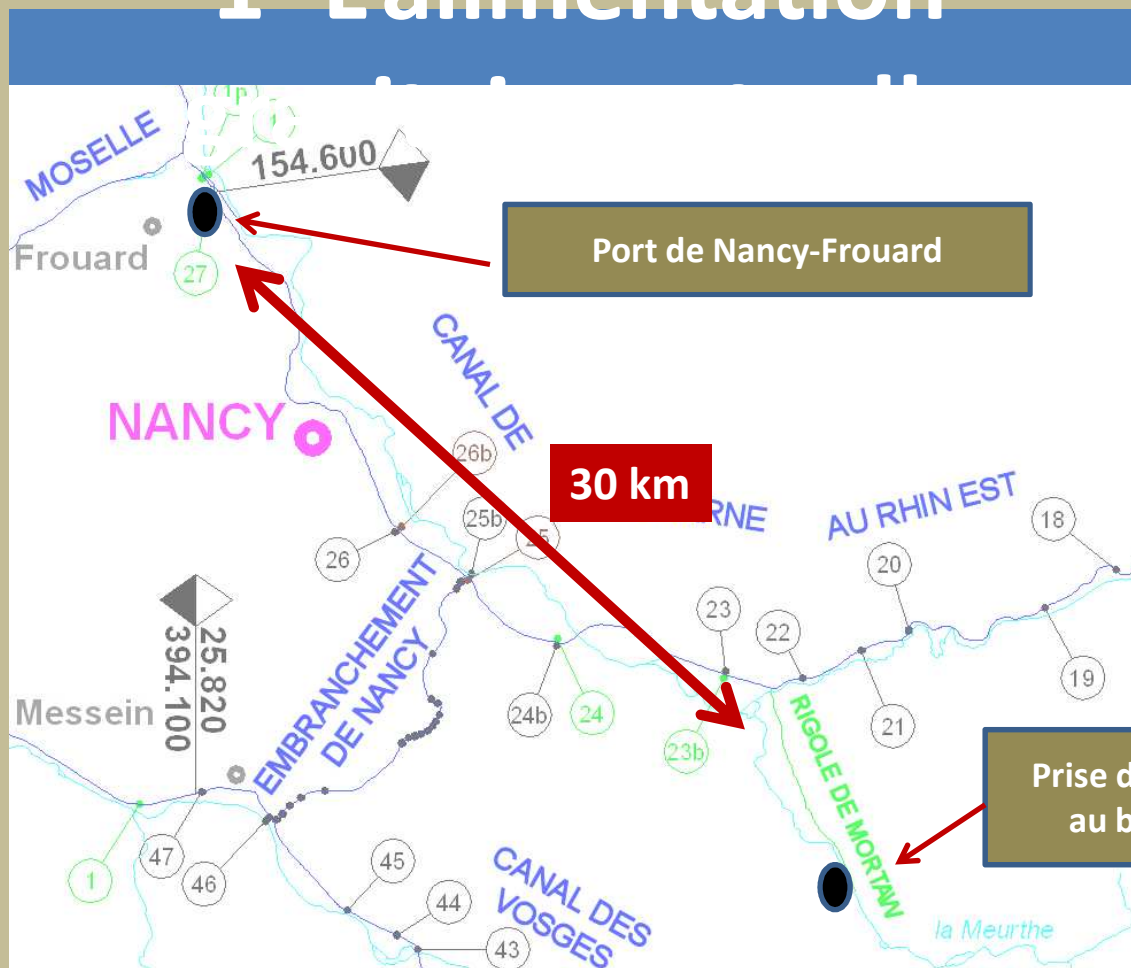 1 L'alimentation
MOSELLE
154.600
Frouard
27
Port de Nancy-Frouard
CANAL DE
NANCY
26b
30 km
RNE
AU RHIN EST
18
25b
25
26
20
EMBRANCHEMENT
DE NANCY
23
22
25.820
394.100
19
Messein
24b
24
21
23b
RIGOLE DE MORTAW
Prise d
au b
1
47
46
45
44
43
CANAL DES
VOSGES
la Meurthe